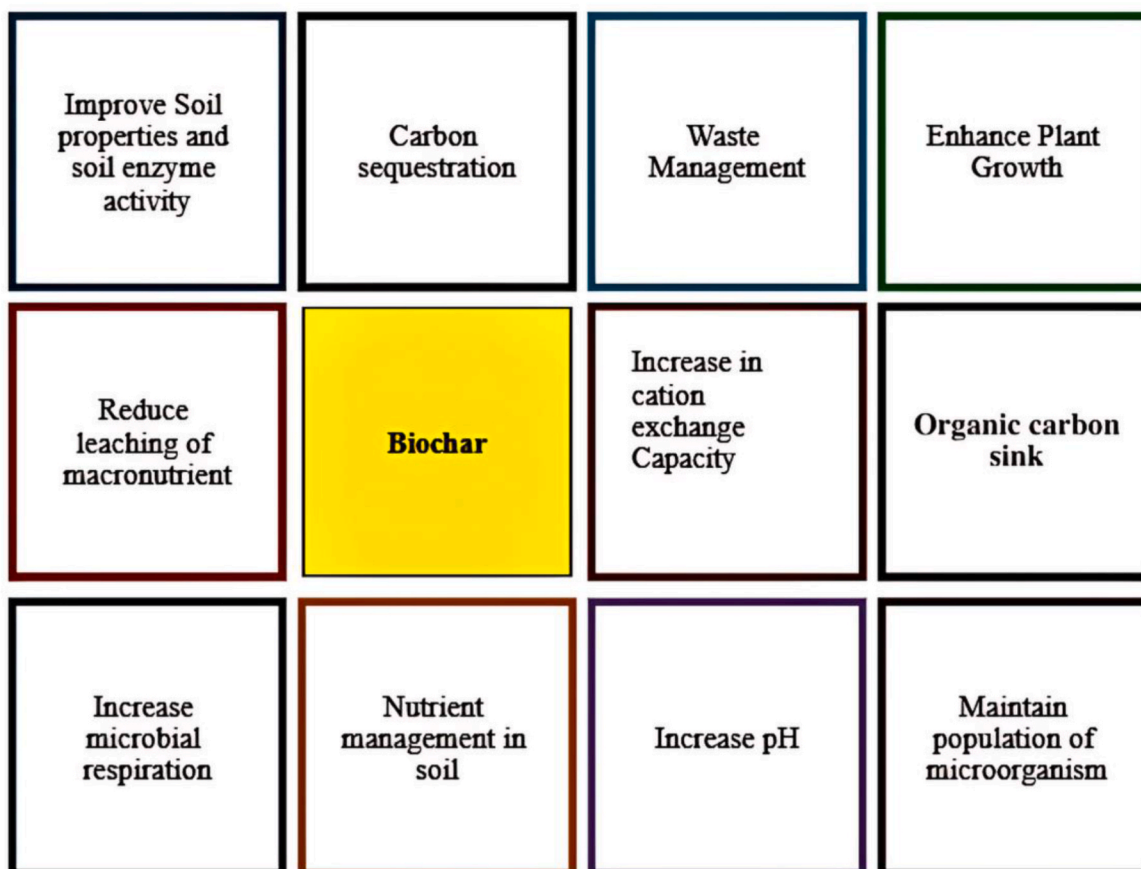 Improve Soil
properties and
soil enzyme
activity
Carbon
sequestration
Waste
Management
Enhance Plant
Growth
Reduce
leaching of
macronutrient
Biochar
Increase in
cation
exchange
Capacity
Organic carbon
sink
Increase
microbial
respiration
Nutrient
management in
soil
Increase pH
Maintain
population of
microorganism